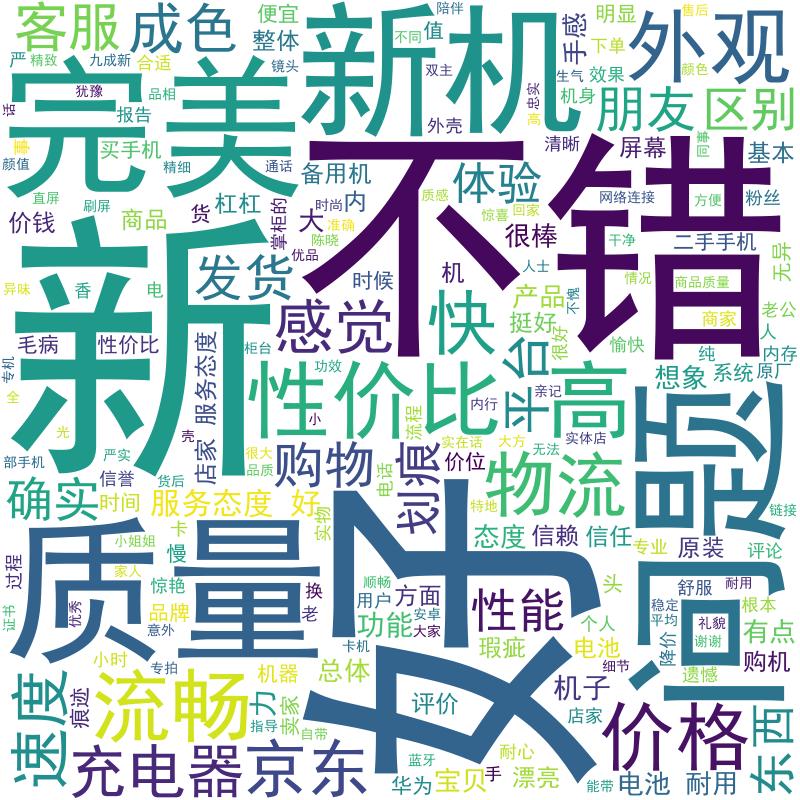 客服
成色
便宜
整体
新机
陪伴
不同
值
手感
明显
下单
售后
外观
严
精致
九成新
合适
镜头
双主
生气
效果
颜色
完美
话
犹豫
品相
报告
外壳
高
忠实
机身
朋友
区别
买手机
精细
通话
不错
清晰
屏幕
同事
基本
颜值
直屏
刷屏
备用机
体验
质感
网络连接
方便
粉丝
价钱
商品
货
杠杠
时尚
内
大
准确
惊喜
回家
很棒
干净
二手手机
掌柜的
陈晓
优品
新
发货
时候
机
人士
情况
商品质量
无异
异味
香
电
感觉
快
产品
挺好
不愧
商家
老公
人
毛病
性价比
服务态度
柜台
很好
愉快
纯
内存
专机
店家
功效
性价比
平台
亲记
高
想象
系统
原厂
全
光
小
内行
流程
问题
部手机
严实
壳
很大
实在话
大方
无法
实体店
信誉
货后
品质
购物
划痕
价位
确实
时间
服务态度
好
电话
特地
物流
链接
实物
态度
信赖
信任
专业
原装
评论
质量
卡
慢
小姐姐
过程
家人
惊艳
换
老
好
顺畅
用户
方面
安卓
大家
性能
头
舒服
耐用
证书
优秀
品牌
意外
功能
个人
稳定
平均
礼貌
谢谢
根本
降价
有点
小时
专拍
卡机
瑕疵
电池
细节
遗憾
购机
速度
痕迹
流畅
力
机器
总体
卖家
指导
自带
评价
机子
店家
价格
东西
充电器
京东
蓝牙
耐心
华为
宝贝
手
漂亮
能带
电池
耐用